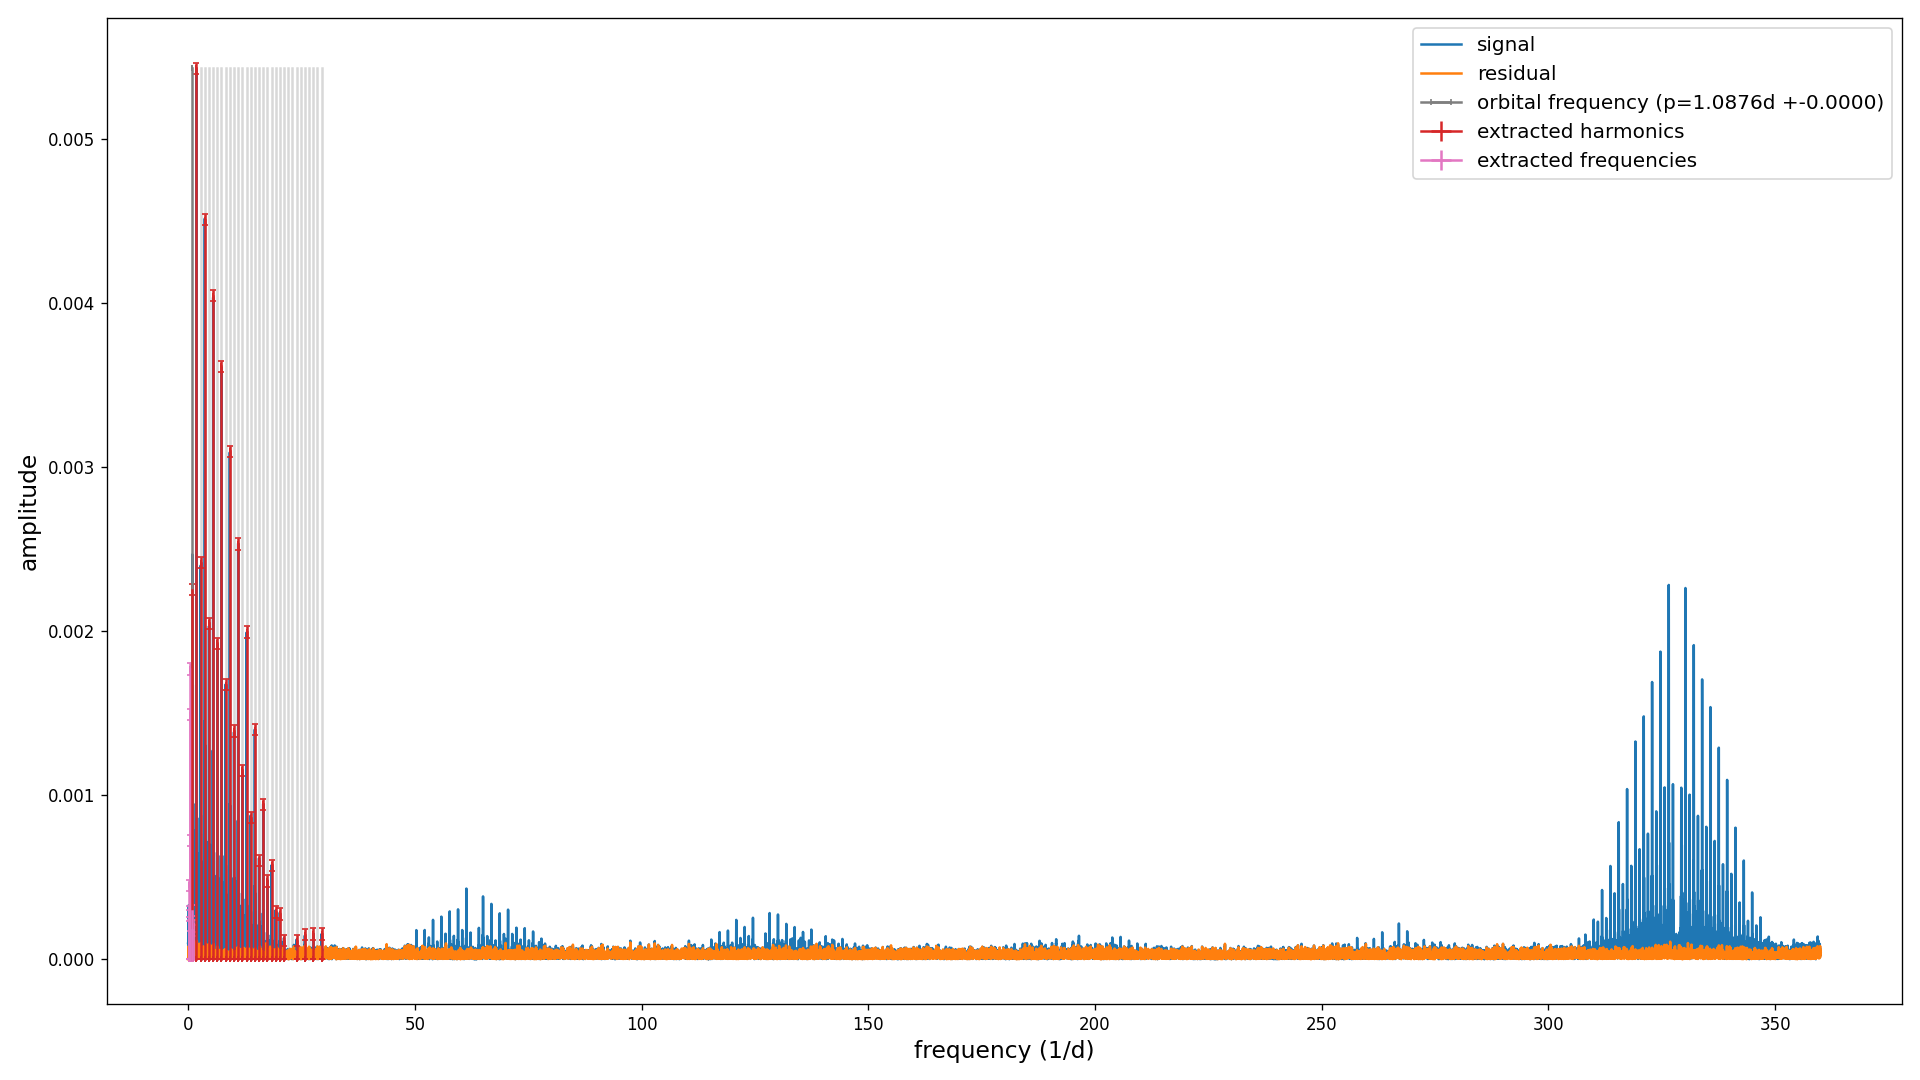 signal
residual
orbital frequency (p=1.0876d +-0.0000)
extracted harmonics
extracted frequencies
amplitude
0.005
0.004
0.003
0.002
0.001
0.000
0 50 100 150 200 250 300 350
frequency (1/d)